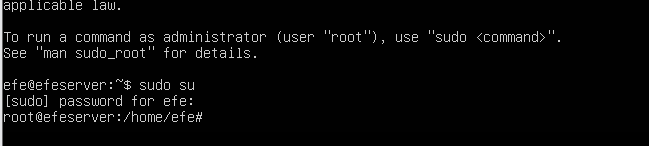 applicable law.
To run a command as administrator (user "root"), use "sudo <command>".
See "man sudo_root" for details.
efe@efeserver:~$ sudo su
[sudo] password for efe:
root@efeserver:/home/efe#